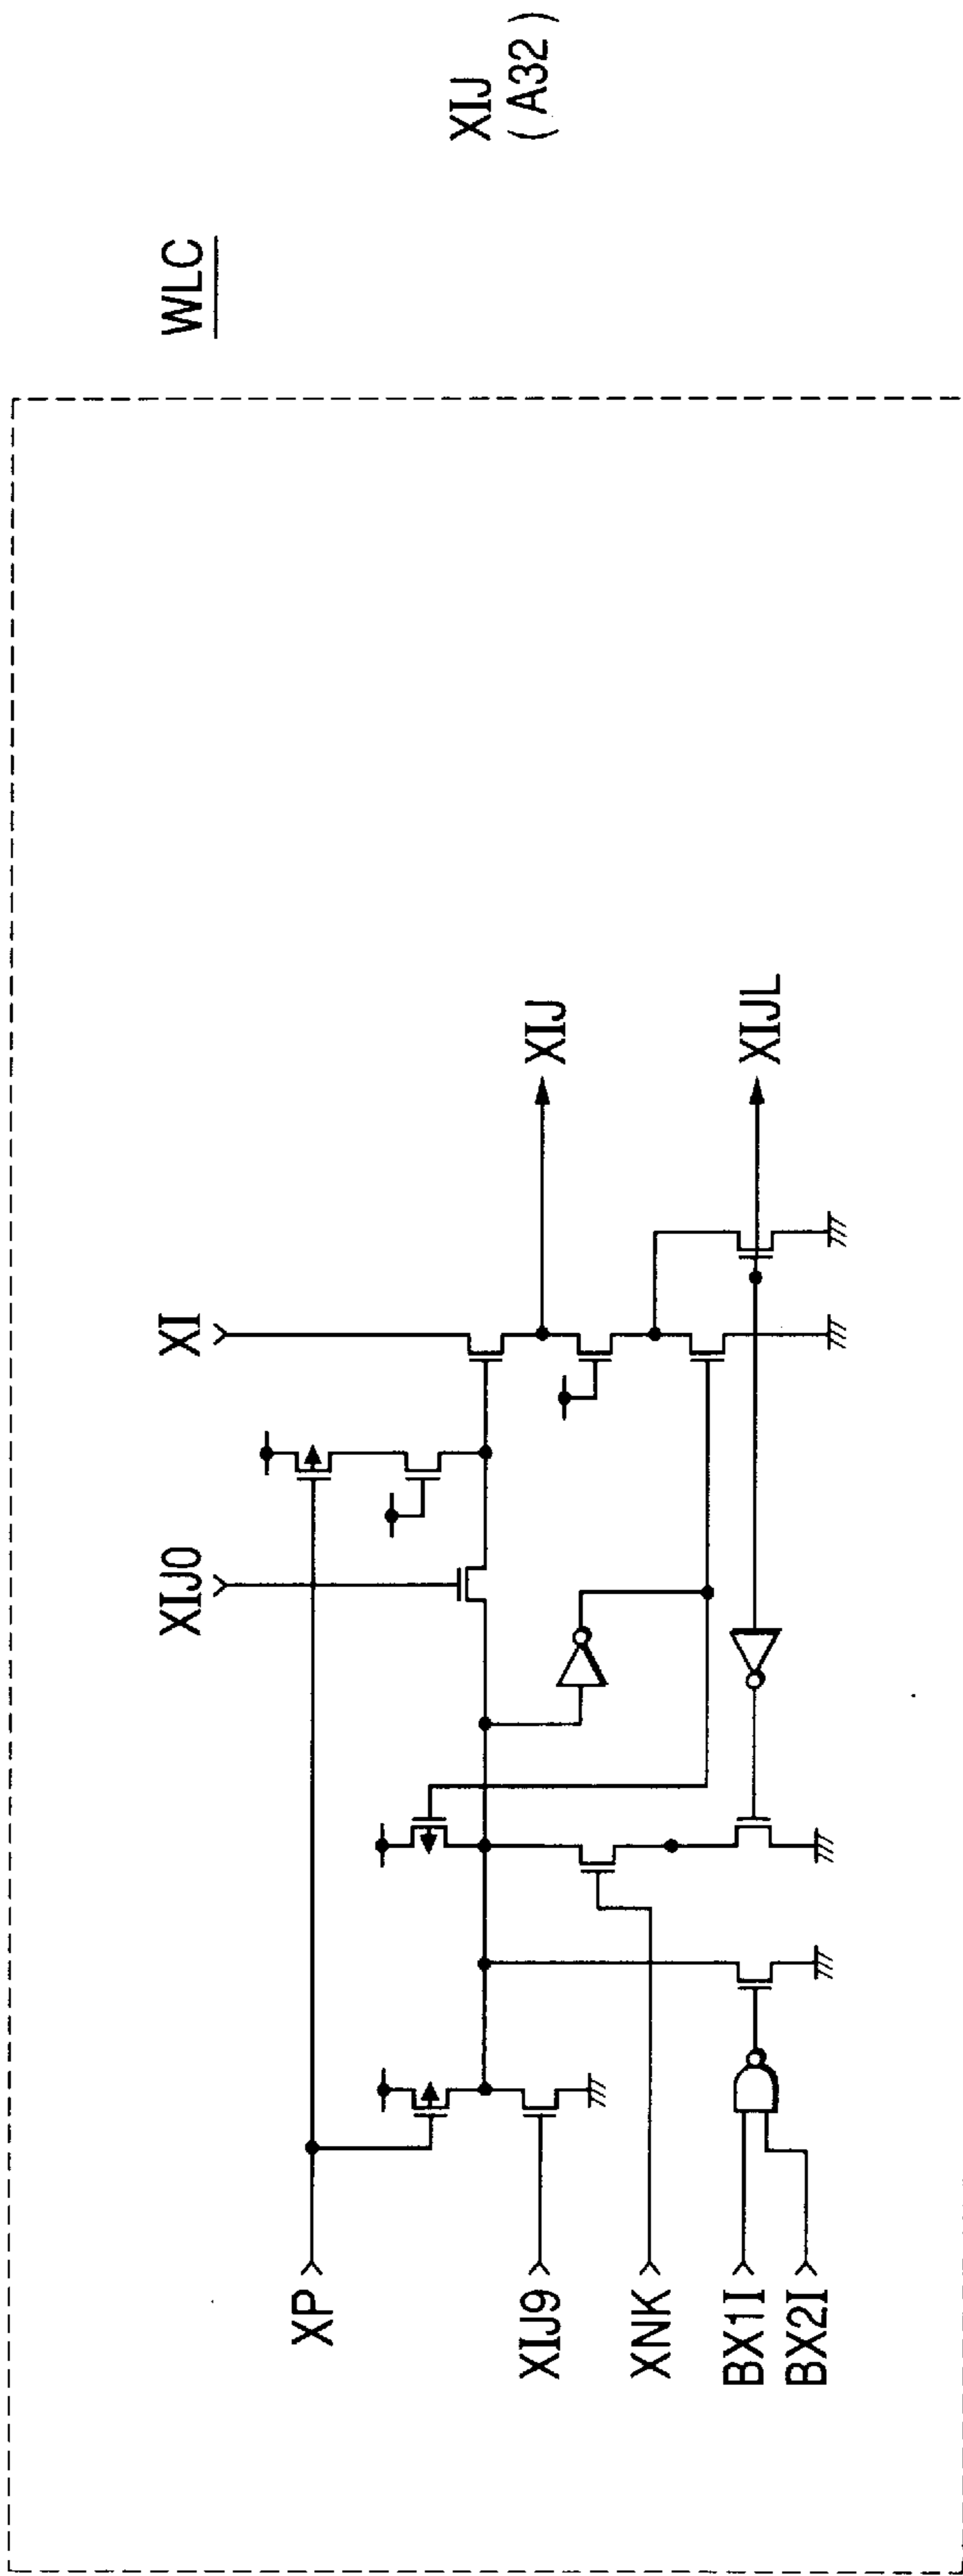 WLC
XIJ
( A32 )
XI
XIJ0
XP
XIJ9
XNK
BX1I
BX2I
XIJ
XIJL